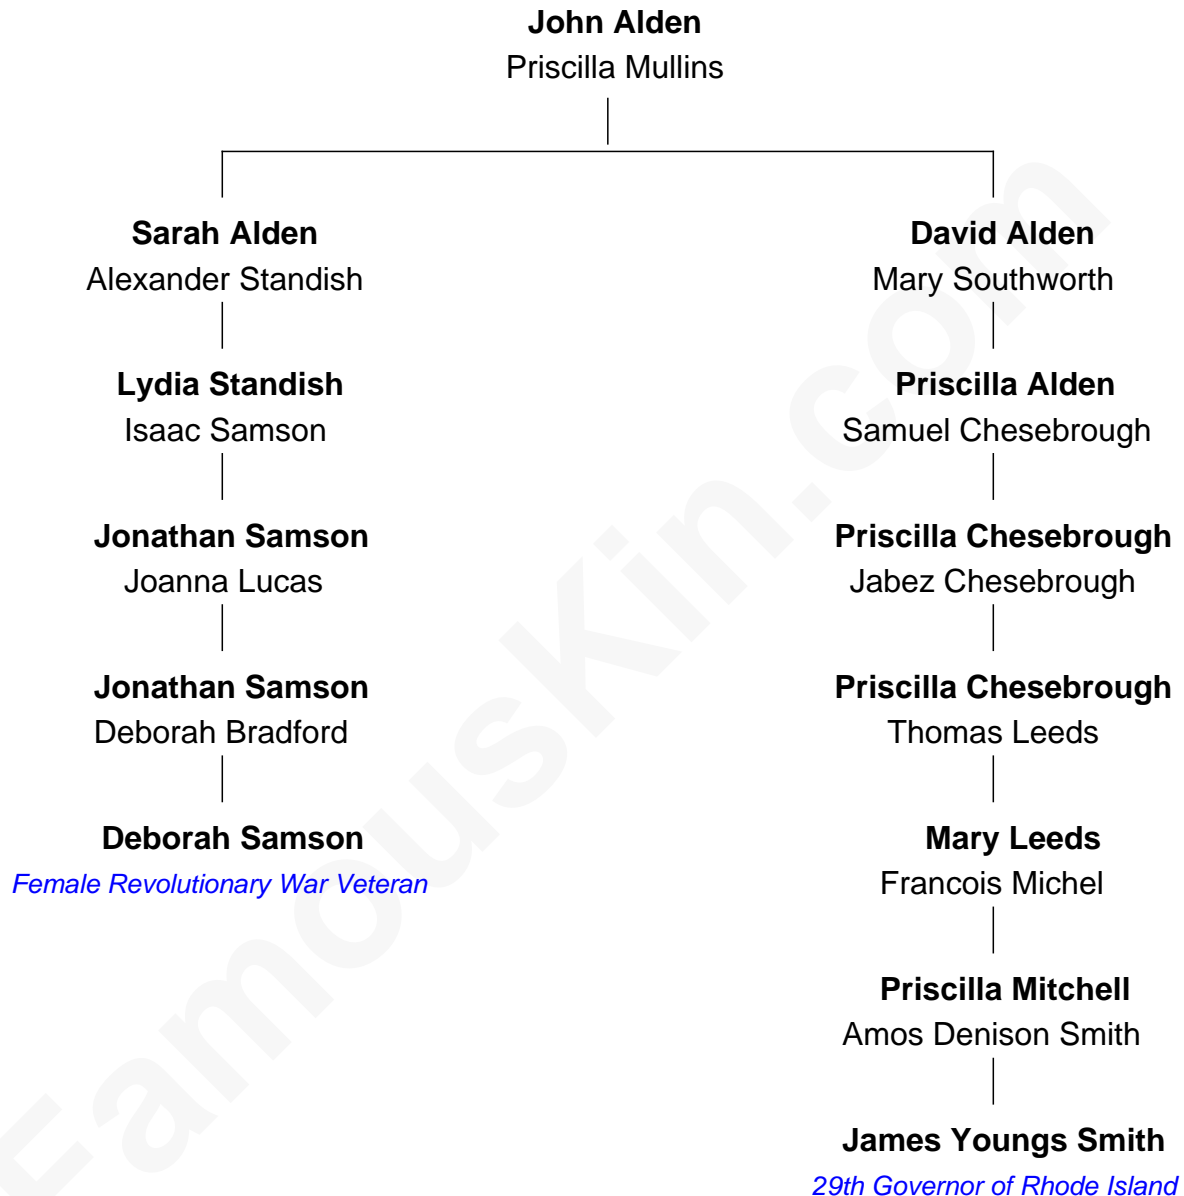 John Alden
Priscilla Mullins
Sarah Alden
Alexander Standish
Lydia Standish
Isaac Samson
Jonathan Samson
Joanna Lucas
Jonathan Samson
Deborah Bradford
Deborah Samson
Female Revolutionary War Veteran
David Alden
Mary Southworth
Priscilla Alden
Samuel Chesebrough
Priscilla Chesebrough
Jabez Chesebrough
Priscilla Chesebrough
Thomas Leeds
Mary Leeds
Francois Michel
Priscilla Mitchell
Amos Denison Smith
James Youngs Smith
29th Governor of Rhode Island
FamousKin.com